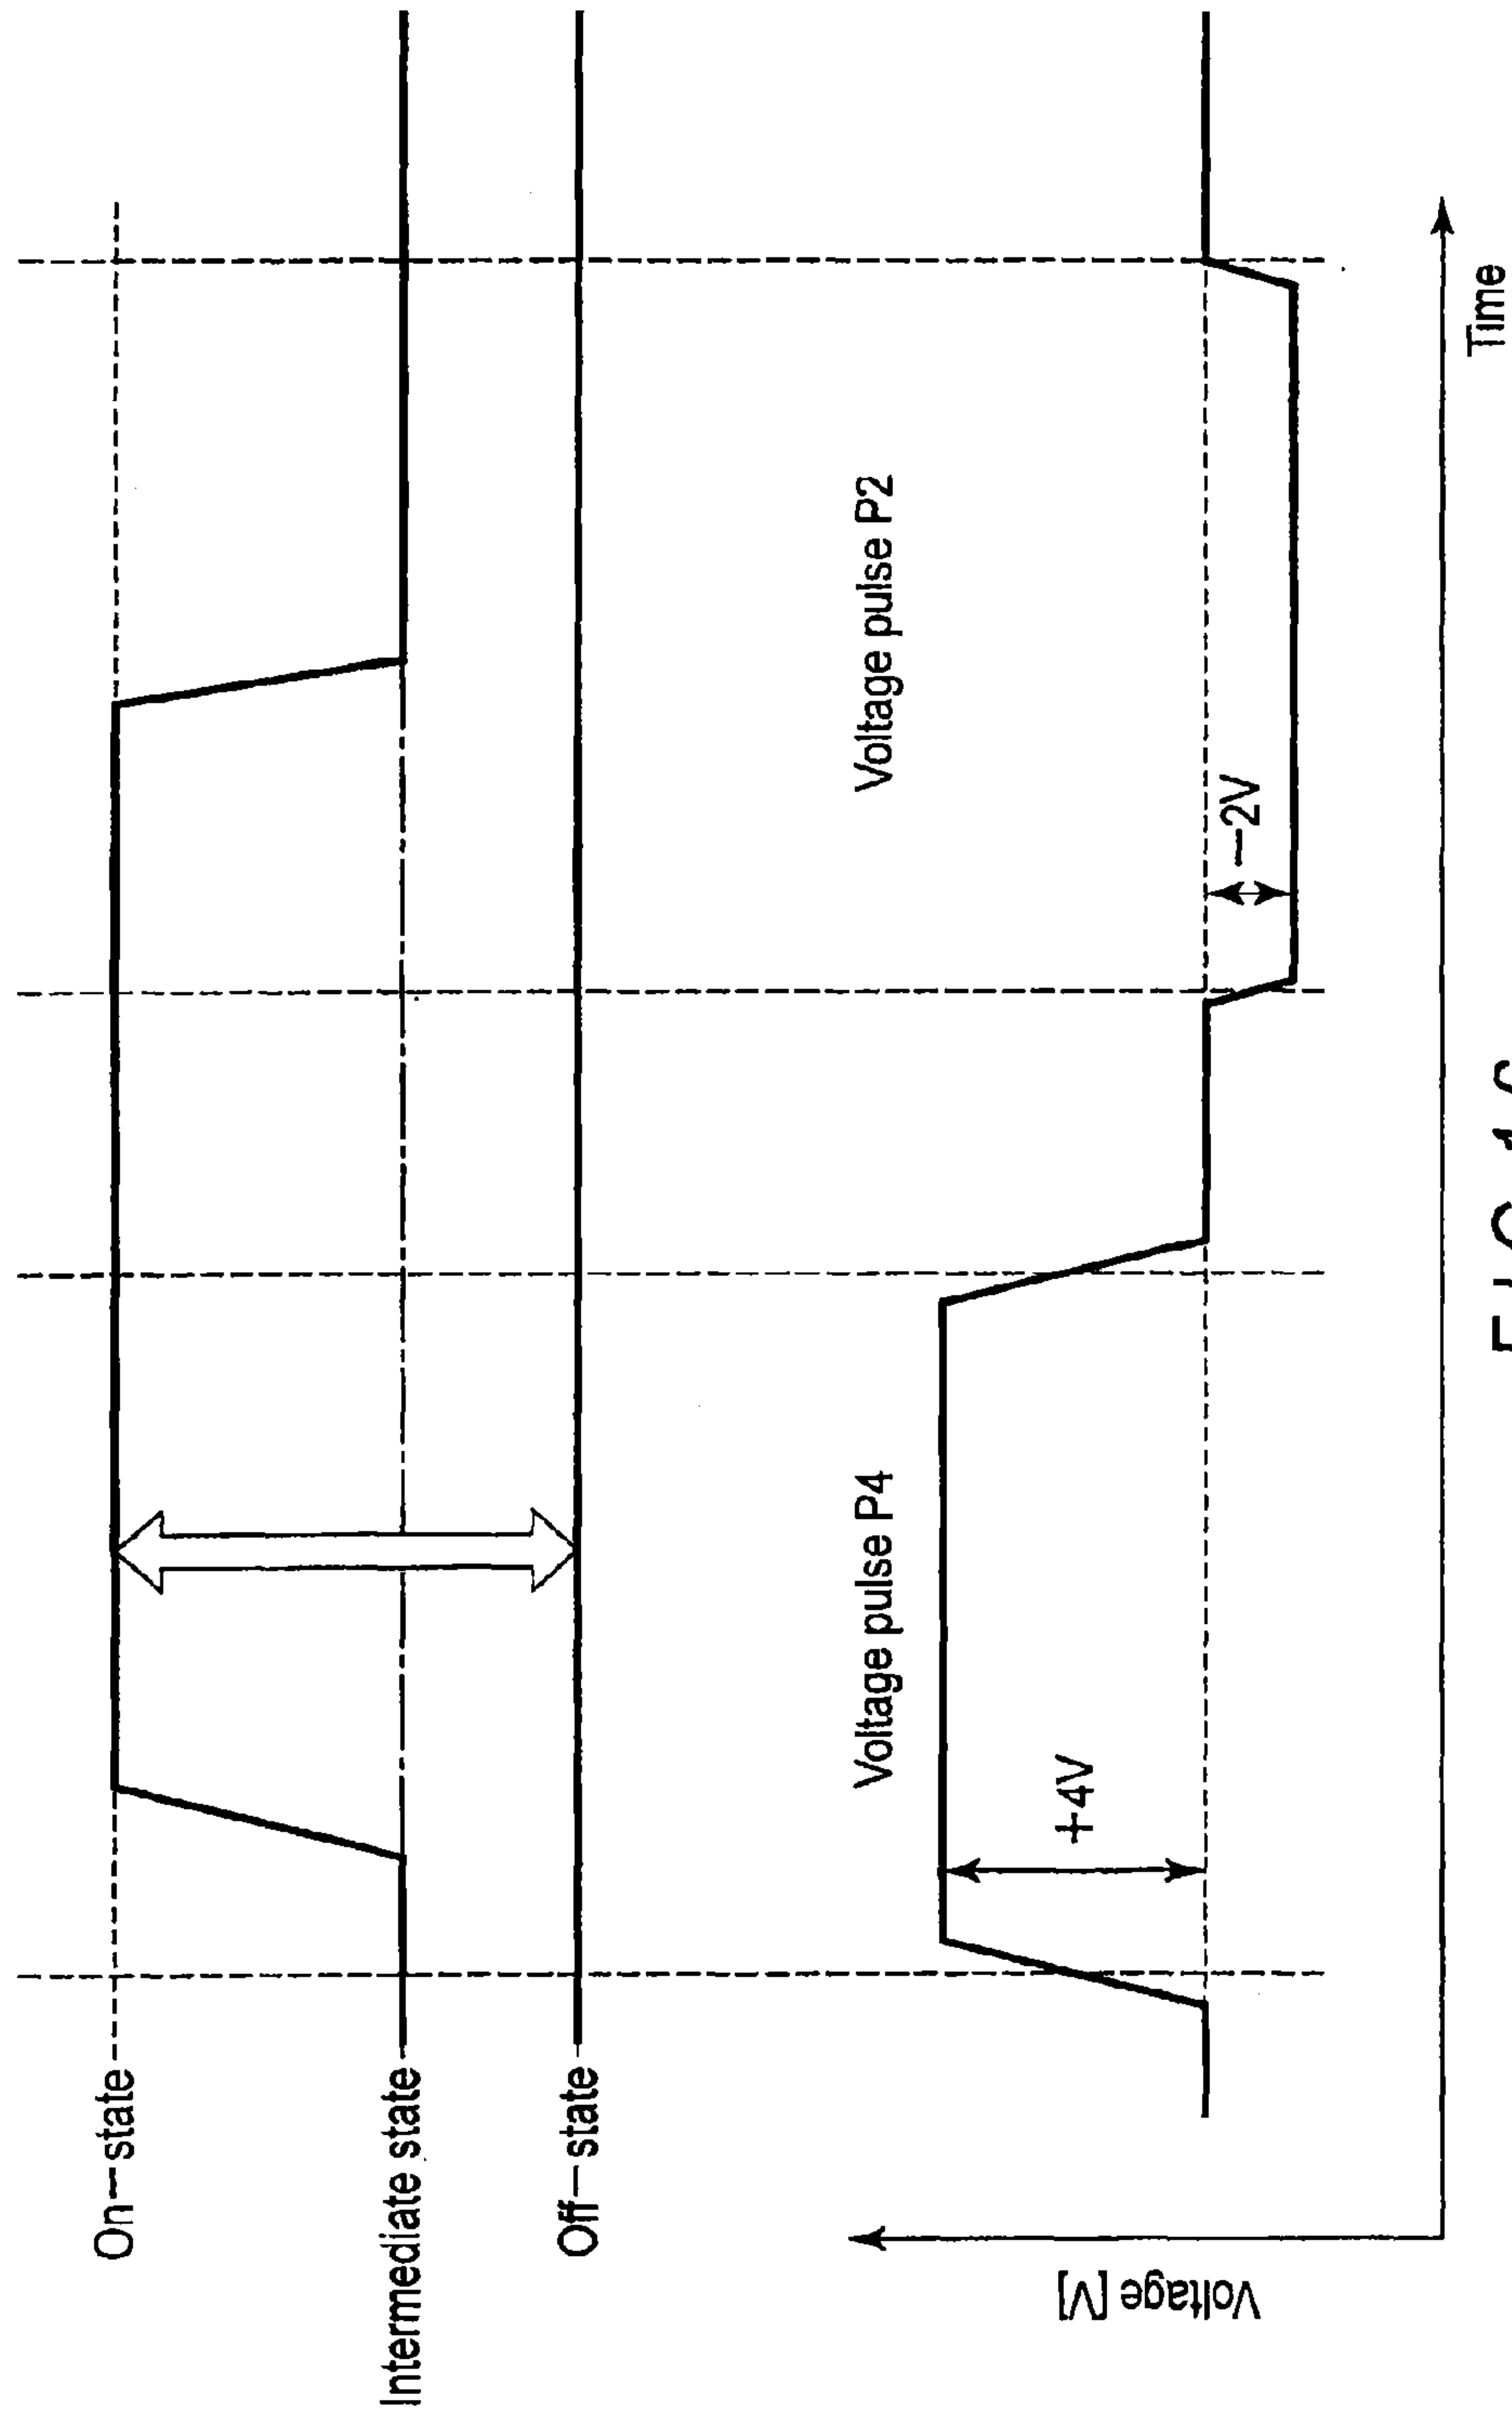 On-state
Intermediate state
Off-state
Voltage pulse P4
Voltage pulse P2
+4V
-2V
Voltage [V]
Time